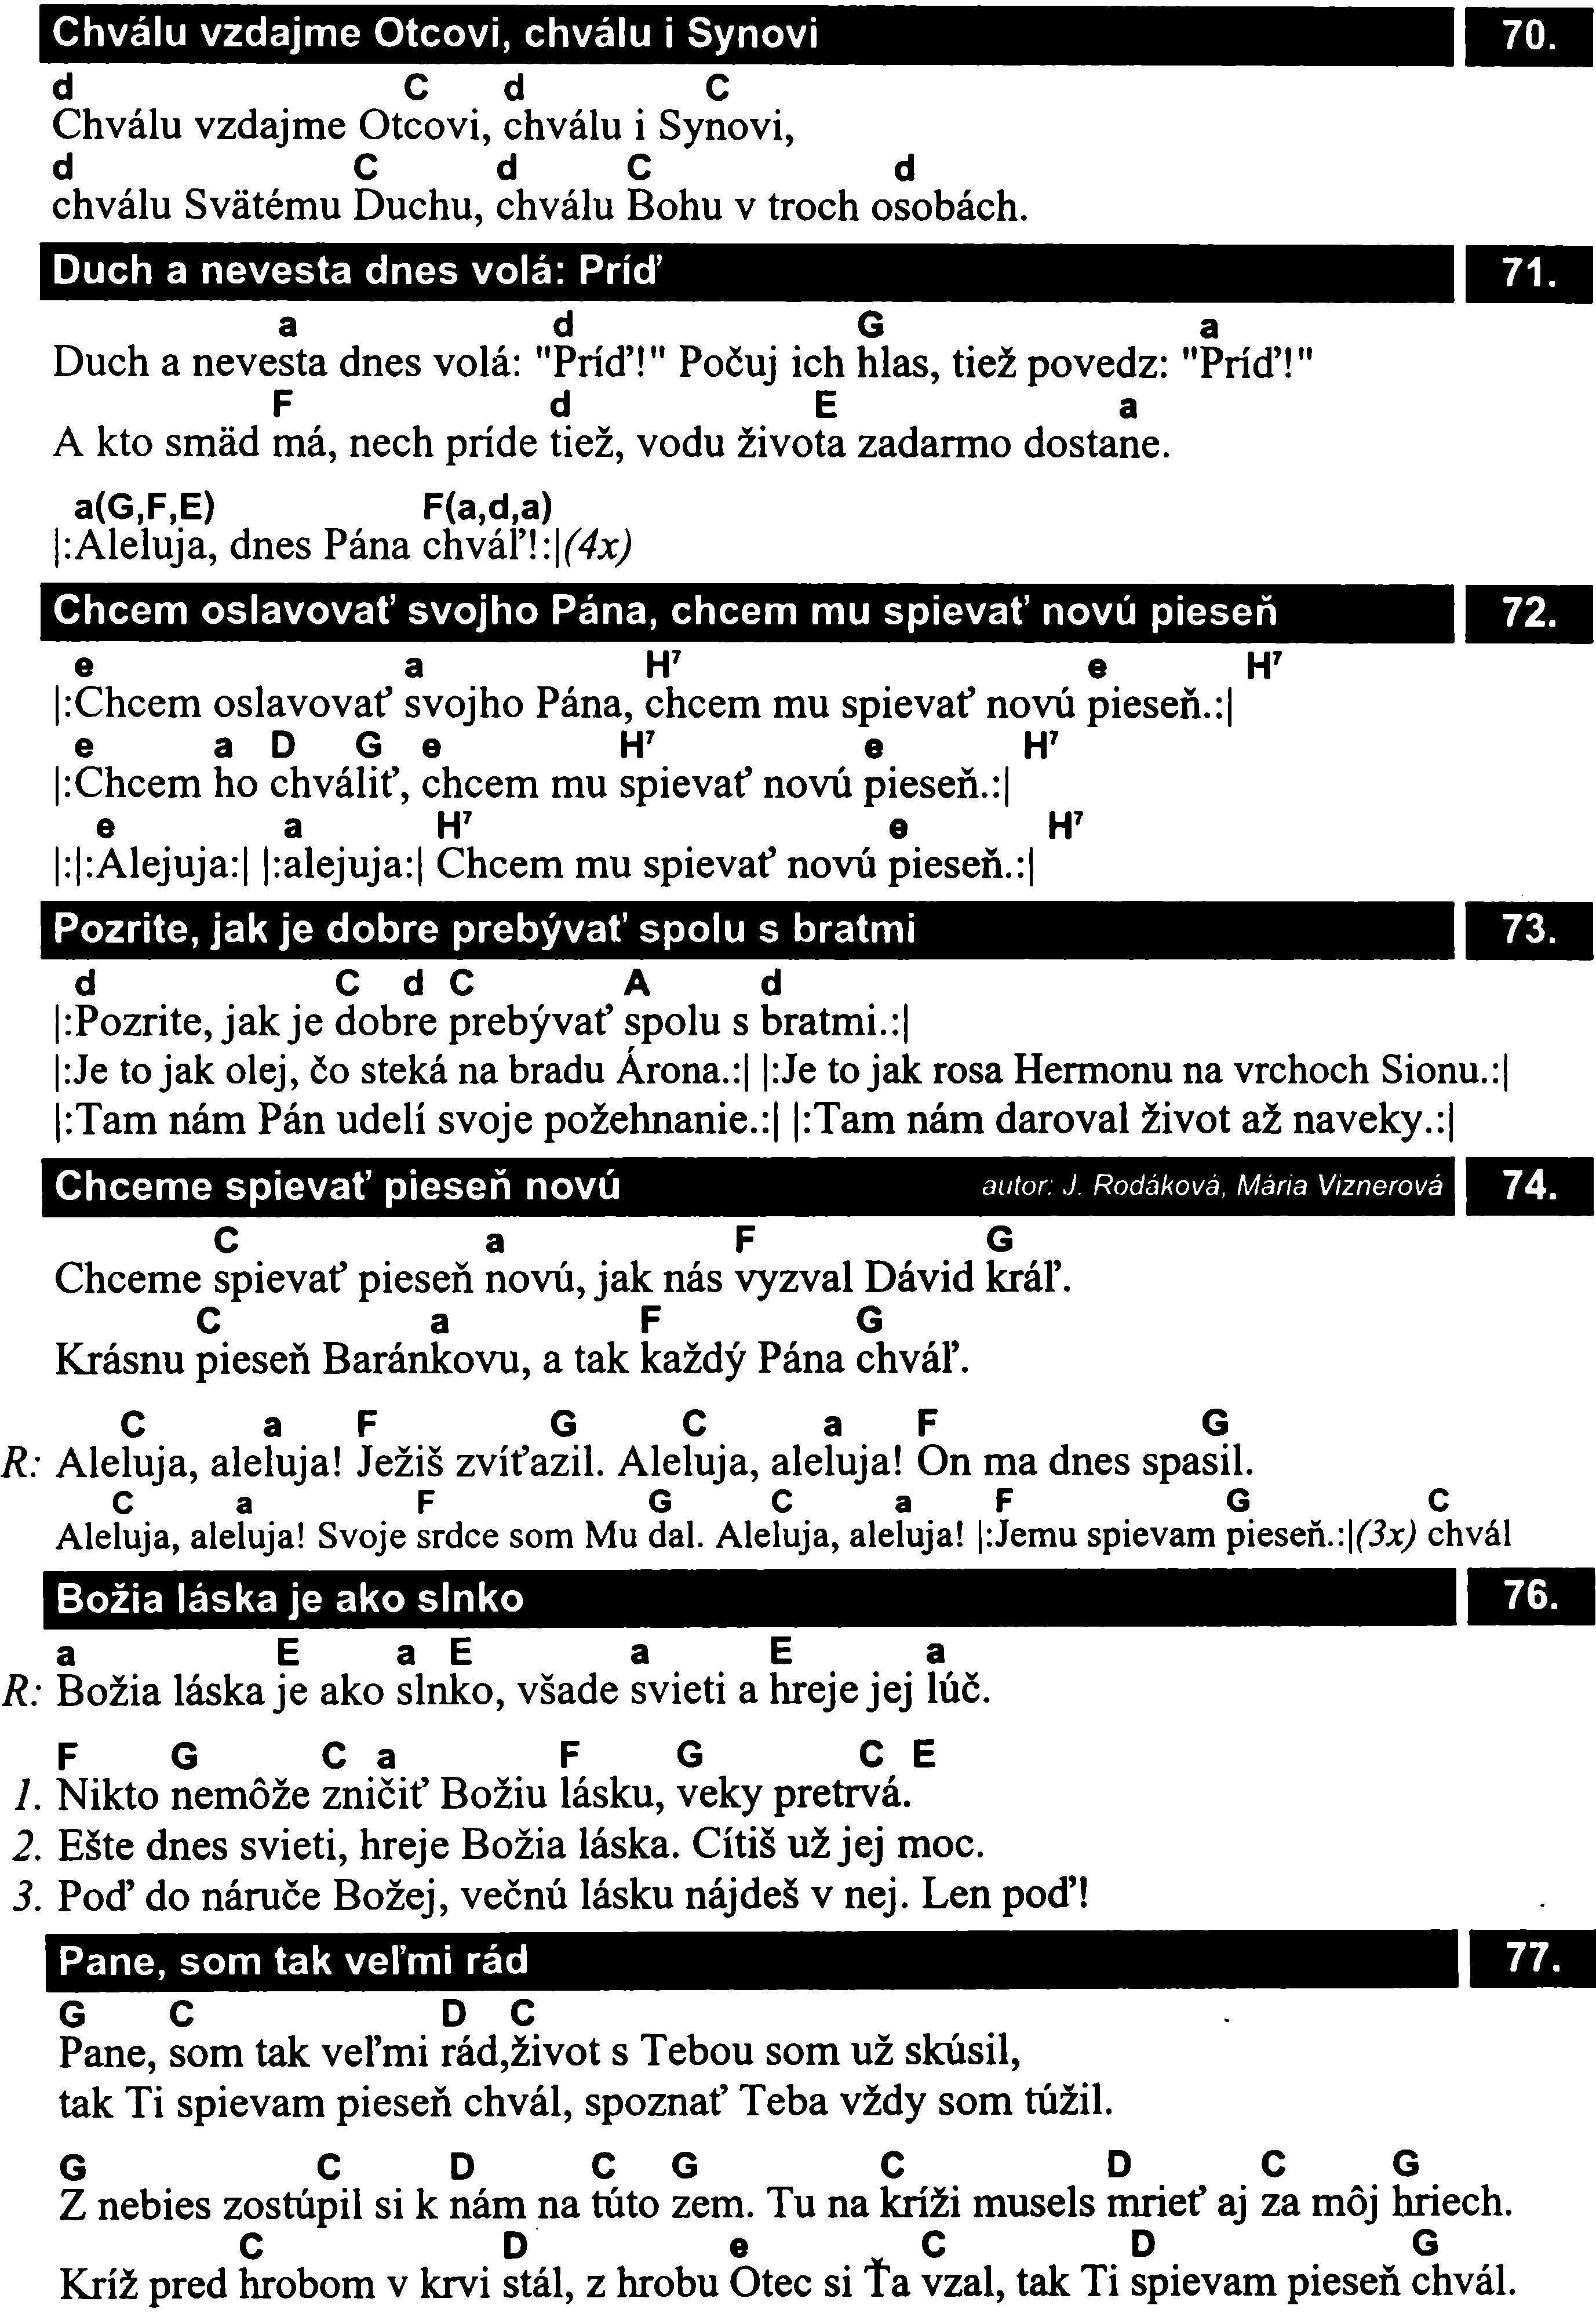 Chválu vzdajme Otcovi, chválu i Synovi 70.
d C d C
Chválu vzdajme Otcovi, chválu i Synovi,
d C d C d
chválu Svätému Duchu, chválu Bohu v troch osobách.
Duch a nevesta dnes volá: Príď 71.
a d G a
Duch a nevesta dnes volá: "Príď!" Počuj ich hlas, tiež povedz: "Príď!"
F d E a
A kto smäd má, nech príde tiež, vodu života zadarmo dostane.
a(G,F,E) F(a,d,a)
|:Aleluja, dnes Pána chváľ!:|(4x)
Chcem oslavovať svojho Pána, chcem mu spievať novú pieseň 72.
e a H⁷ e H⁷
|:Chcem oslavovať svojho Pána, chcem mu spievať novú pieseň.:|
e a D G e H⁷ e H⁷
|:Chcem ho chváliť, chcem mu spievať novú pieseň.:|
e a H⁷ e H⁷
|:|:Alejuja:| |:alejuja:| Chcem mu spievať novú pieseň.:|
Pozrite, jak je dobre prebývať spolu s bratmi 73.
d C d C A d
|:Pozrite, jak je dobre prebývať spolu s bratmi.:|
|:Je to jak olej, čo steká na bradu Árona.:| |:Je to jak rosa Hermonu na vrchoch Sionu.:|
|:Tam nám Pán udelí svoje požehnanie.:| |:Tam nám daroval život až naveky.:|
Chceme spievať pieseň novú autor: J. Rodáková, Mária Viznerová 74.
C a F G
Chceme spievať pieseň novú, jak nás vyzval Dávid kráľ.
C a F G
Krásnu pieseň Baránkovu, a tak každý Pána chváľ.
C a F G C a F G
R: Aleluja, aleluja! Ježiš zvíťazil. Aleluja, aleluja! On ma dnes spasil.
C a F G C a F G C
Aleluja, aleluja! Svoje srdce som Mu dal. Aleluja, aleluja! |:Jemu spievam pieseň.:|(3x) chvál
Božia láska je ako slnko 76.
a E a E a E a
R: Božia láska je ako slnko, všade svieti a hreje jej lúč.
F G C a F G C E
1. Nikto nemôže zničiť Božiu lásku, veky pretrvá.
2. Ešte dnes svieti, hreje Božia láska. Cítiš už jej moc.
3. Poď do náruče Božej, večnú lásku nájdeš v nej. Len poď!
Pane, som tak veľmi rád 77.
G C D C
Pane, som tak veľmi rád,život s Tebou som už skúsil,
tak Ti spievam pieseň chvál, spoznať Teba vždy som túžil.
G C D C G C D C G
Z nebies zostúpil si k nám na túto zem. Tu na kríži musels mrieť aj za môj hriech.
C D e C D G
Kríž pred hrobom v krvi stál, z hrobu Otec si Ťa vzal, tak Ti spievam pieseň chvál.